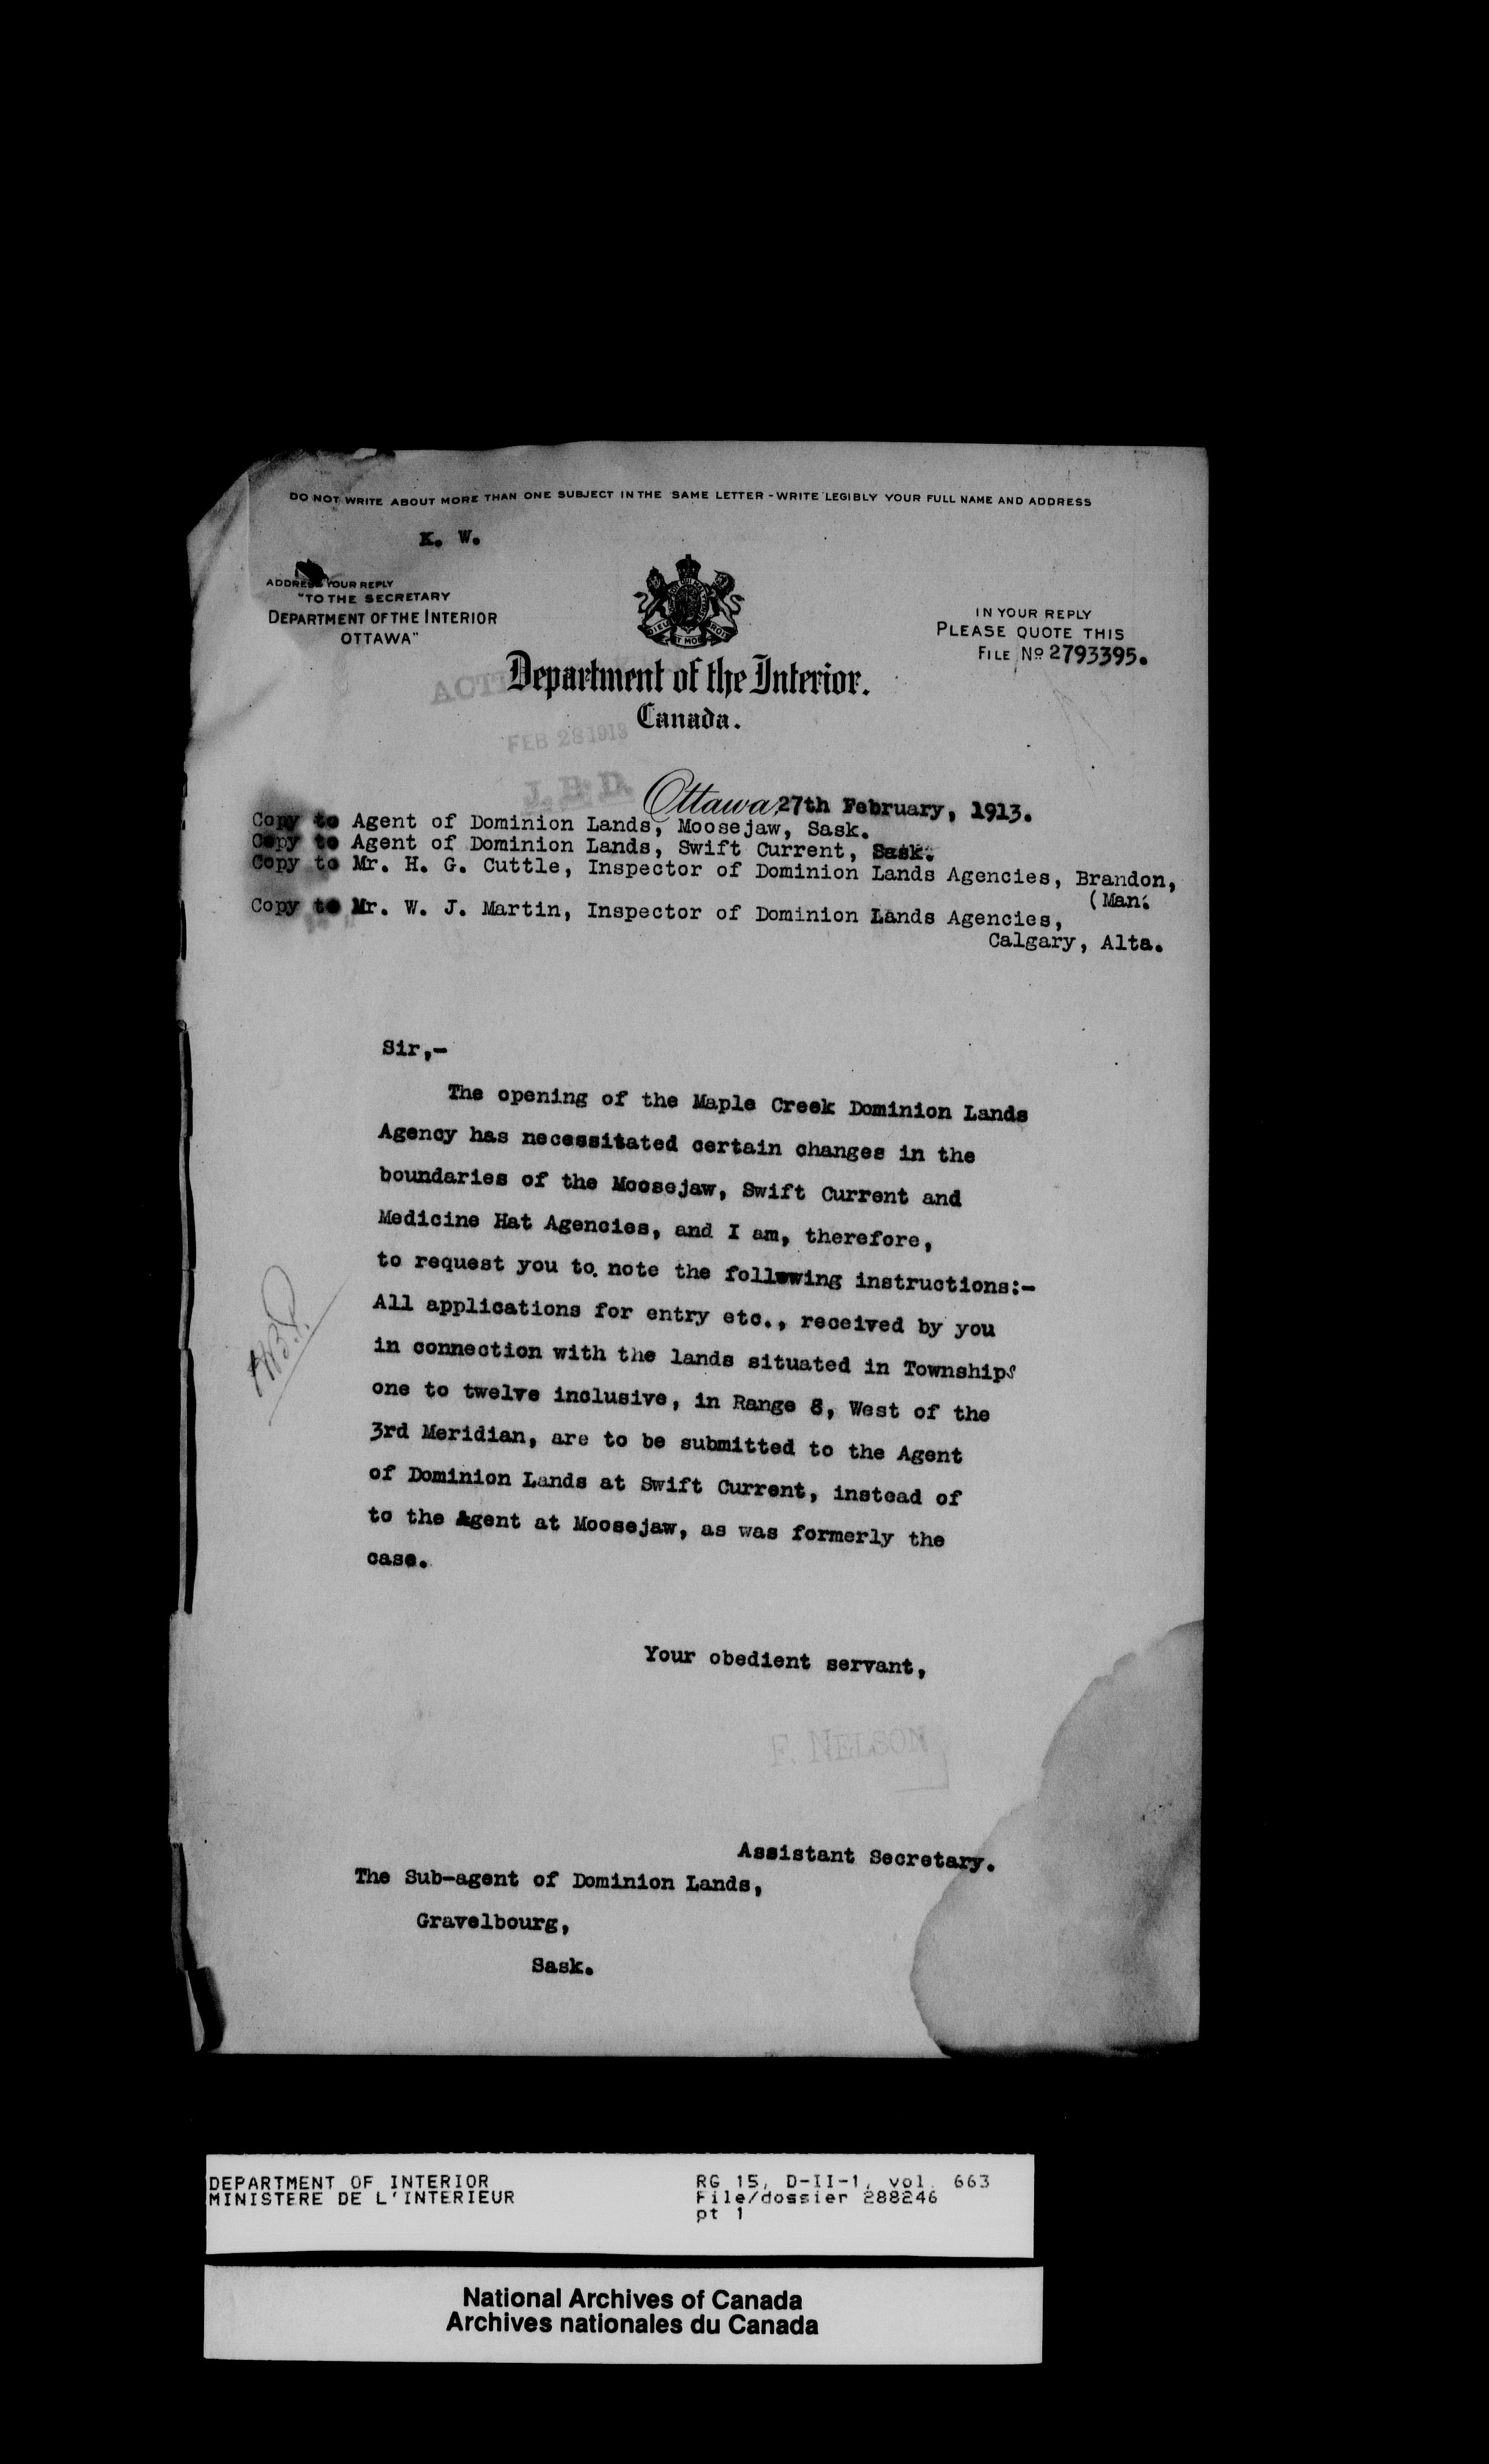 DO NOT WRITE ABOUT MORE THAN ONE SUBJECT IN THE SAME LETTER - WRITE LEGIBLY YOUR FULL NAME AND ADDRESS
K. W.
ADDRESS YOUR REPLY
"TO THE SECRETARY
DEPARTMENT OF THE INTERIOR
OTTAWA"
IN YOUR REPLY
PLEASE QUOTE THIS
FILE No 2793395.
Department of the Interior.
Canada.
FEB 28 1913
J. B. D.
Ottawa, 27th February, 1913.
Copy to Agent of Dominion Lands, Moosejaw, Sask.
Copy to Agent of Dominion Lands, Swift Current, Sask.
Copy to Mr. H. G. Cuttle, Inspector of Dominion Lands Agencies, Brandon,
(Man.
Copy to Mr. W. J. Martin, Inspector of Dominion Lands Agencies,
Calgary, Alta.
Sir,-
The opening of the Maple Creek Dominion Lands
Agency has necessitated certain changes in the
boundaries of the Moosejaw, Swift Current and
Medicine Hat Agencies, and I am, therefore,
to request you to note the following instructions:-
All applications for entry etc., received by you
in connection with the lands situated in Townships
one to twelve inclusive, in Range 8, West of the
3rd Meridian, are to be submitted to the Agent
of Dominion Lands at Swift Current, instead of
to the Agent at Moosejaw, as was formerly the
case.
Your obedient servant,
F. NELSON
Assistant Secretary.
The Sub-agent of Dominion Lands,
Gravelbourg,
Sask.
DEPARTMENT OF INTERIOR
MINISTERE DE L'INTERIEUR
RG 15, D-II-1, vol. 663
File/dossier 288246
pt 1
National Archives of Canada
Archives nationales du Canada